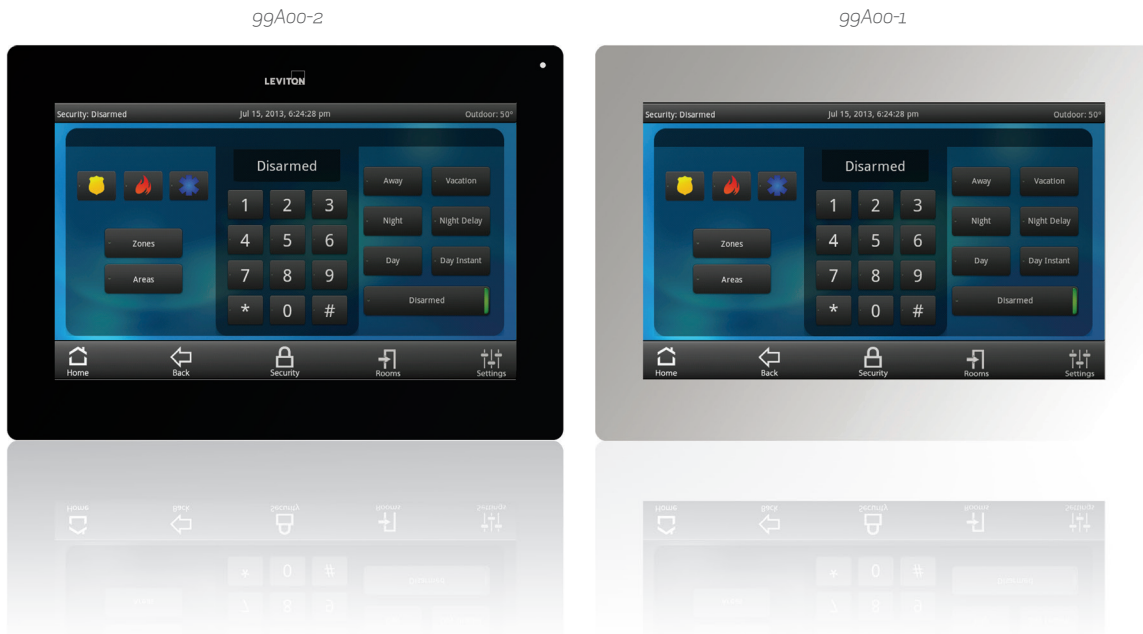 99A00-2
99A00-1
LEVITON
Security: Disarmed
Jul 15, 2013, 6:24:28 pm
Outdoor: 50°
Disarmed
Away
Vacation
1 2 3
Night
Night Delay
Zones
4 5 6
Day
Day Instant
Areas
7 8 9
Disarmed
* 0 #
Home
Back
Security
Rooms
Settings
Security: Disarmed
Jul 15, 2013, 6:24:28 pm
Outdoor: 50°
Disarmed
Away
Vacation
1 2 3
Night
Night Delay
Zones
4 5 6
Day
Day Instant
Areas
7 8 9
Disarmed
* 0 #
Home
Back
Security
Rooms
Settings